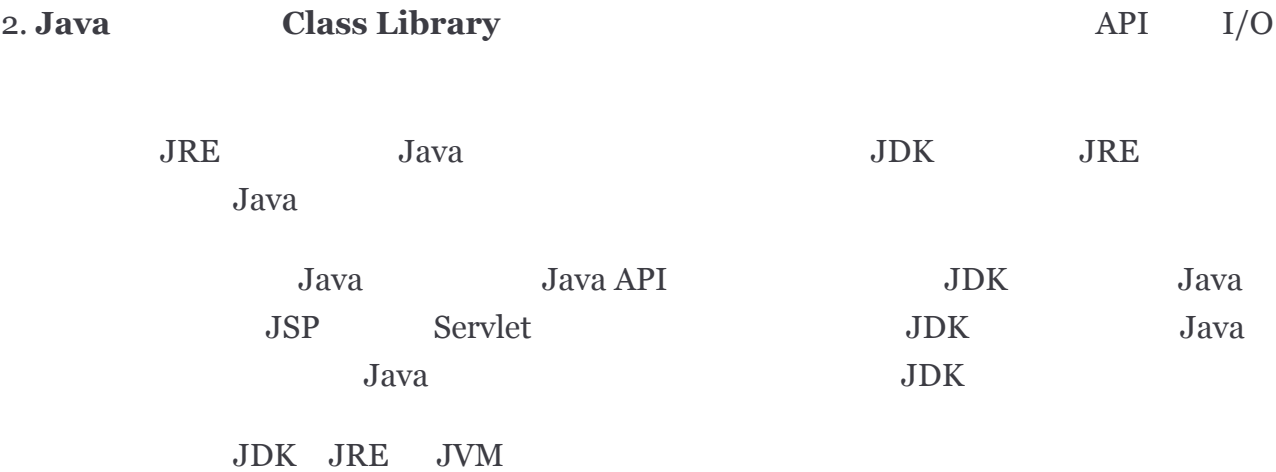 2. Java Class Library API I/O
JRE Java JDK JRE
Java
Java Java API JDK Java
JSP Servlet JDK Java
Java JDK
JDK JRE JVM